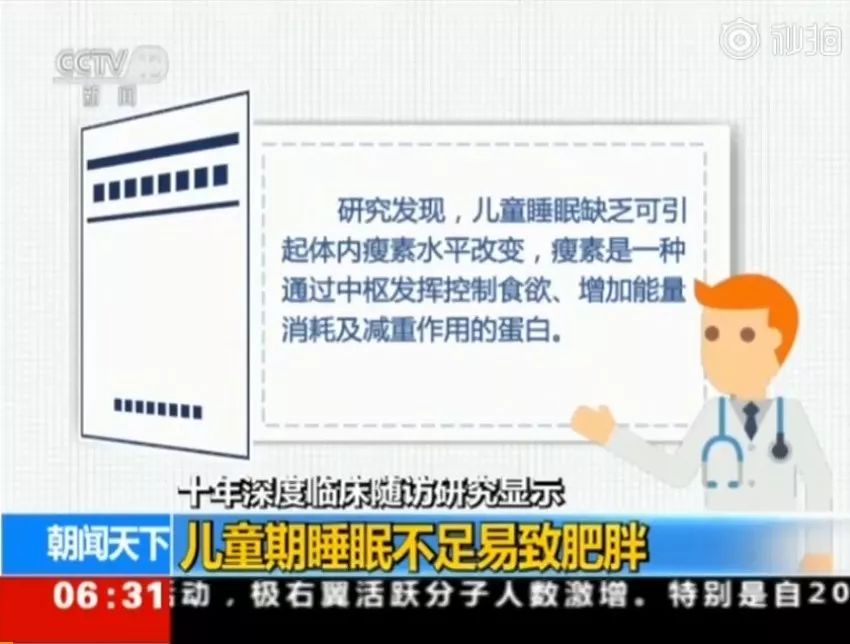 CCTV 13
新闻
秒拍
研究发现，儿童睡眠缺乏可引
起体内瘦素水平改变，瘦素是一种
通过中枢发挥控制食欲、增加能量
消耗及减重作用的蛋白。
十年深度临床随访研究显示
朝闻天下
儿童期睡眠不足易致肥胖
06:31
动，极右翼活跃分子人数激增。特别是自20